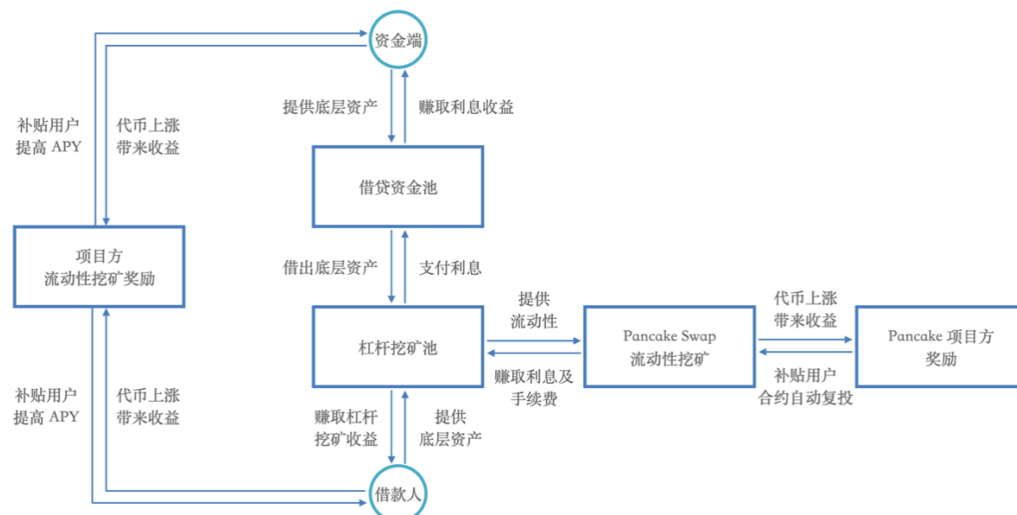 资金端
提供底层资产
赚取利息收益
补贴用户
提高 APY
代币上涨
带来收益
借贷资金池
项目方
流动性挖矿奖励
借出底层资产
支付利息
杠杆挖矿池
提供
流动性
赚取利息及
手续费
Pancake Swap
流动性挖矿
代币上涨
带来收益
补贴用户
合约自动复投
Pancake 项目方
奖励
补贴用户
提高 APY
代币上涨
带来收益
赚取杠杆
挖矿收益
提供
底层资产
借款人